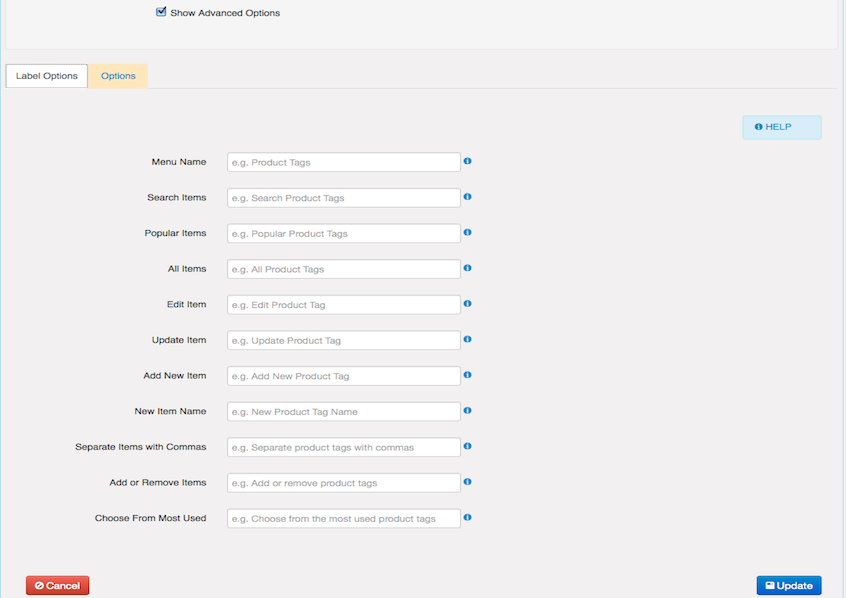 Show Advanced Options
Label Options Options
HELP
Menu Name e.g. Product Tags
Search Items e.g. Search Product Tags
Popular Items e.g. Popular Product Tags
All Items e.g. All Product Tags
Edit Item e.g. Edit Product Tag
Update Item e.g. Update Product Tag
Add New Item e.g. Add New Product Tag
New Item Name e.g. New Product Tag Name
Separate Items with Commas e.g. Separate product tags with commas
Add or Remove Items e.g. Add or remove product tags
Choose From Most Used e.g. Choose from the most used product tags
Cancel Update